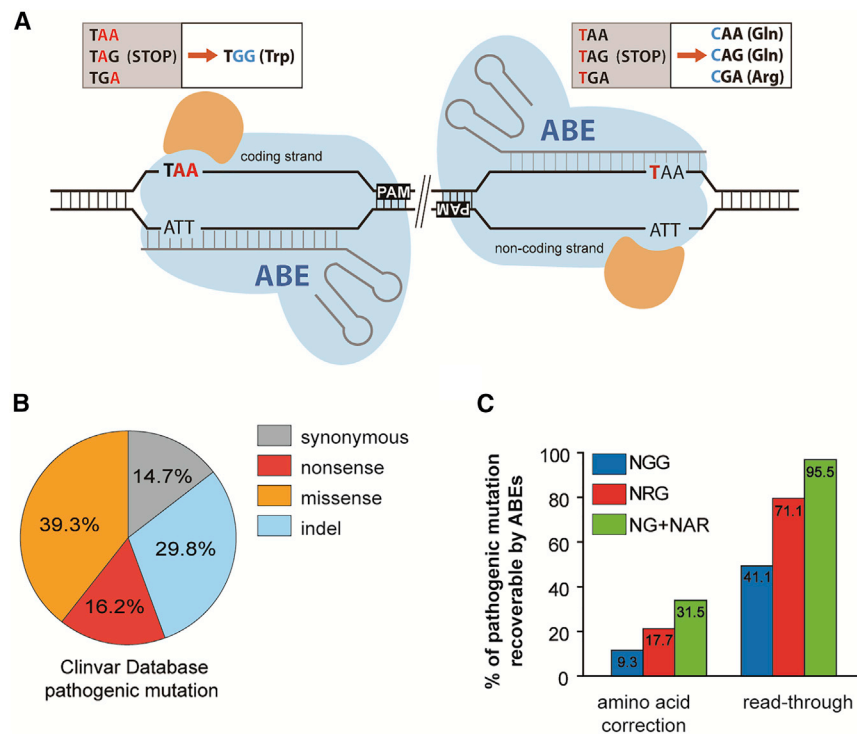 A
TAA
TAG (STOP)
TGA
TGG (Trp)
TAA
TAG (STOP)
TGA
CAA (Gln)
CAG (Gln)
CGA (Arg)
TAA
coding strand
PAM
ATT
ABE
ABE
TAA
PAM
ATT
non-coding strand
B
synonymous
nonsense
missense
indel
14.7%
39.3%
29.8%
16.2%
Clinvar Database
pathogenic mutation
C
% of pathogenic mutation
recoverable by ABEs
100
80
60
40
20
0
NGG
NRG
NG+NAR
9.3
17.7
31.5
41.1
71.1
95.5
amino acid
correction
read-through